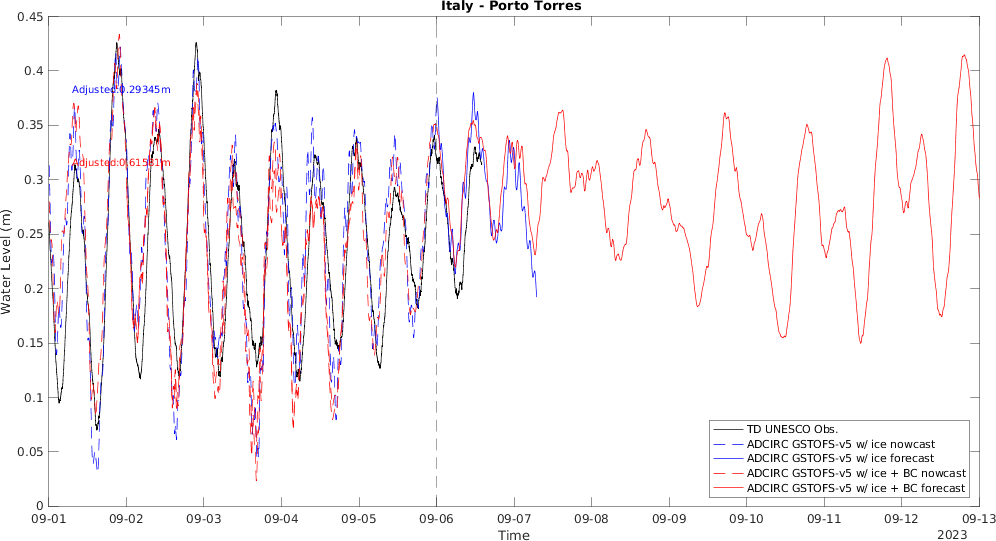 Italy - Porto Torres
Water Level (m)
0.45
0.4
0.35
0.3
0.25
0.2
0.15
0.1
0.05
0
Adjusted:0.29345m
Adjusted:0.61561m
TD UNESCO Obs.
ADCIRC GSTOFS-v5 w/ ice nowcast
ADCIRC GSTOFS-v5 w/ ice forecast
ADCIRC GSTOFS-v5 w/ ice + BC nowcast
ADCIRC GSTOFS-v5 w/ ice + BC forecast
09-01 09-02 09-03 09-04 09-05 09-06 09-07 09-08 09-09 09-10 09-11 09-12 09-13
Time
2023